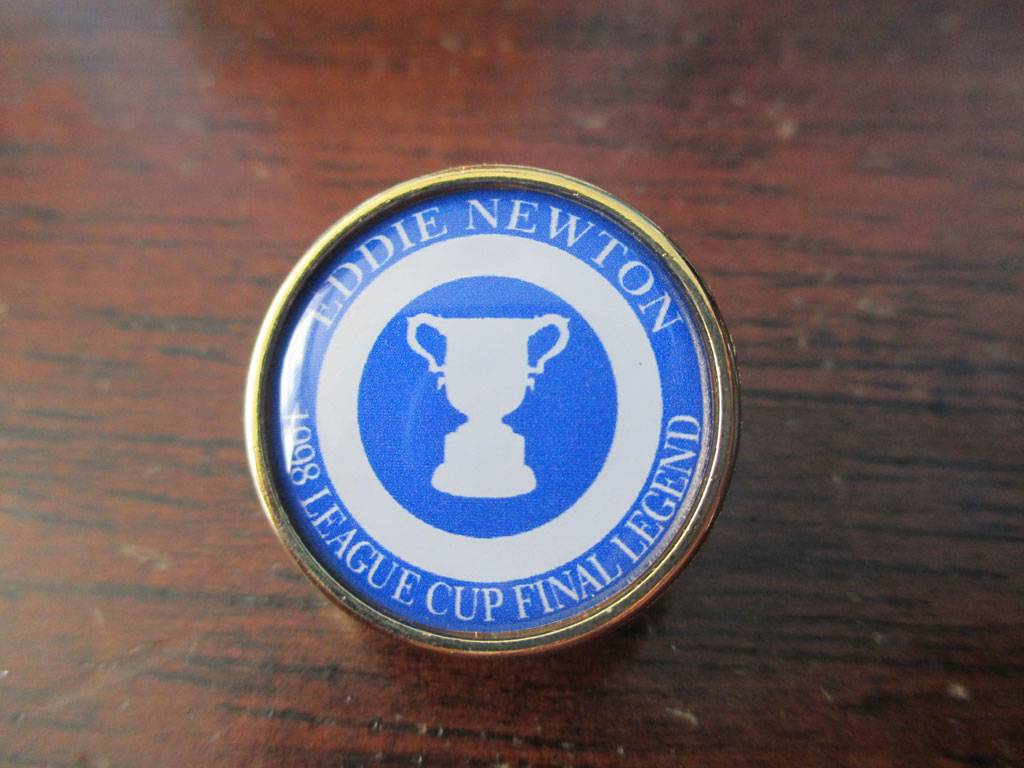 EDDIE NEWTON
1998 LEAGUE CUP FINAL LEGEND